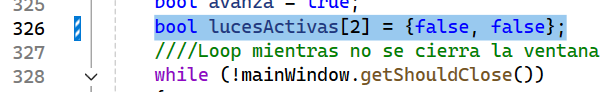 325 bool avanza = true;
326 bool lucesActivas[2] = {false, false};
327 ////Loop mientras no se cierra la ventana
328 while (!mainWindow.getShouldClose())